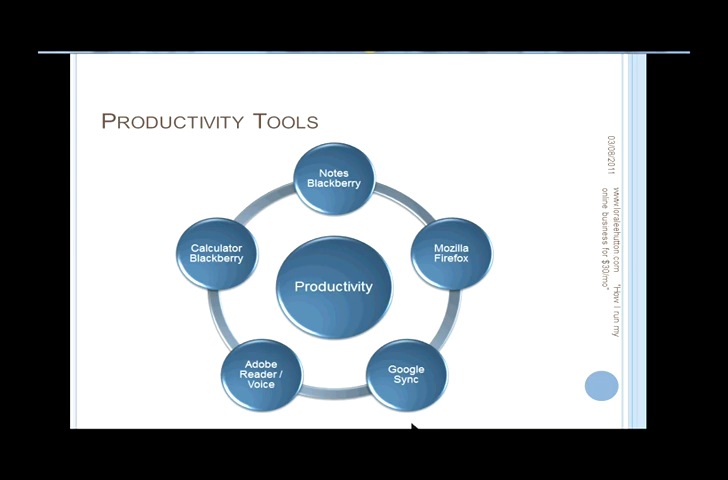 PRODUCTIVITY TOOLS
Notes
Blackberry
Mozilla
Firefox
Google
Sync
Adobe
Reader /
Voice
Calculator
Blackberry
Productivity
03/08/2011
www.loraleehutton.com "How I run my
online business for $30/mo"